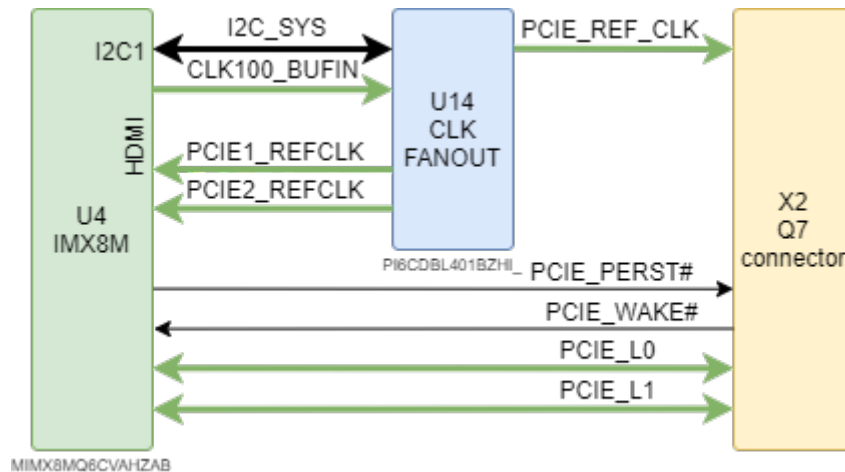 I2C_SYS
PCIE_REF_CLK
I2C1
CLK100_BUFIN
U14
CLK
FANOUT
HDMI
PCIE1_REFCLK
PCIE2_REFCLK
U4
IMX8M
X2
Q7
connector
PI6CDBL401BZHI_
PCIE_PERST#
PCIE_WAKE#
PCIE_L0
PCIE_L1
MIMX8MQ6CVAHZAB